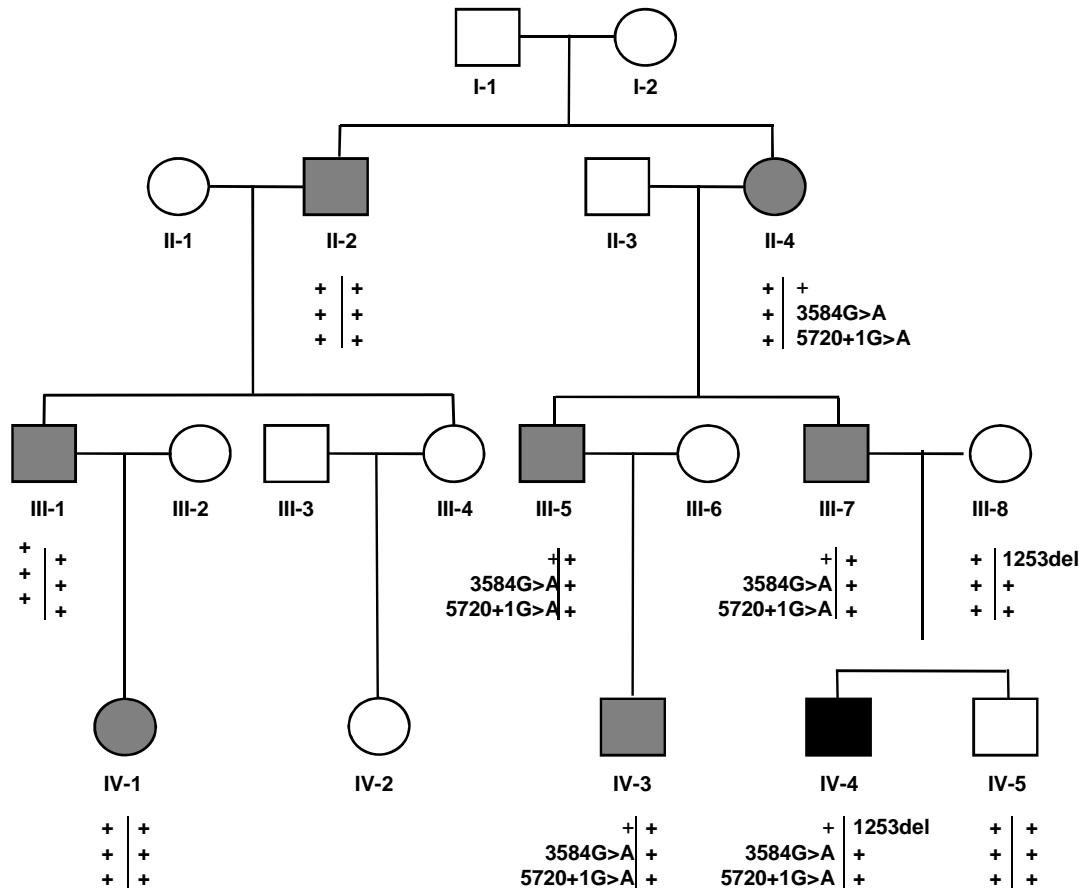 I-1 I-2
II-1 II-2 II-3 II-4
+ + + +
+ + + 3584G>A
+ + + 5720+1G>A
III-1 III-2 III-3 III-4 III-5 III-6 III-7 III-8
+ + + + + + + 1253del
+ + 3584G>A + 3584G>A + + +
+ + 5720+1G>A + 5720+1G>A + + +
IV-1 IV-2 IV-3 IV-4 IV-5
+ + + + + 1253del + +
+ + 3584G>A + 3584G>A + + +
+ + 5720+1G>A + 5720+1G>A + + +